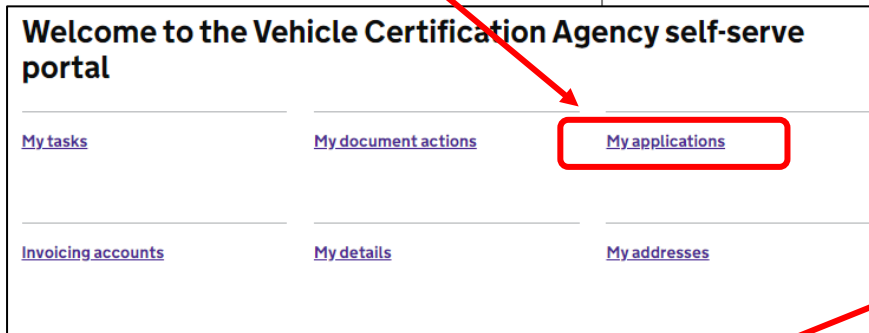 Welcome to the Vehicle Certification Agency self-serve
portal
My tasks
My document actions
My applications
Invoicing accounts
My details
My addresses